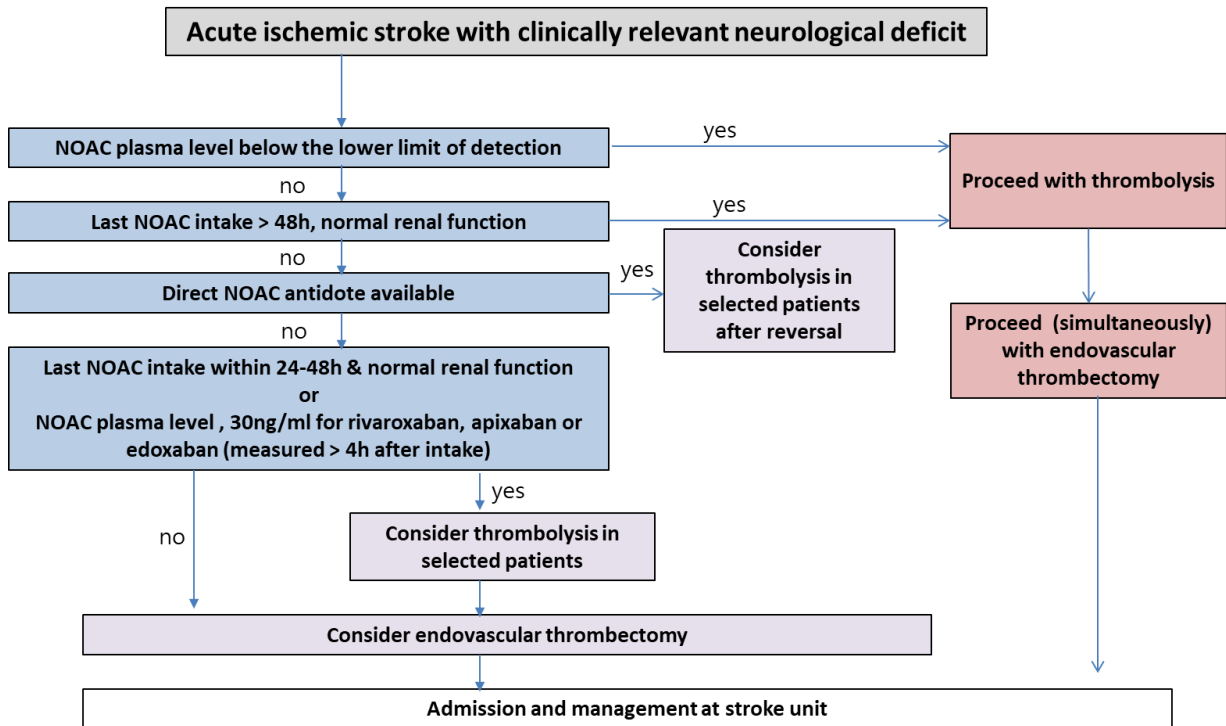 Acute ischemic stroke with clinically relevant neurological deficit
NOAC plasma level below the lower limit of detection
yes
Proceed with thrombolysis
no
Last NOAC intake > 48h, normal renal function
yes
no
Direct NOAC antidote available
yes
Consider
thrombolysis in
selected patients
after reversal
no
Proceed (simultaneously)
with endovascular
thrombectomy
Last NOAC intake within 24-48h & normal renal function
or
NOAC plasma level , 30ng/ml for rivaroxaban, apixaban or
edoxaban (measured > 4h after intake)
yes
no
Consider thrombolysis in
selected patients
Consider endovascular thrombectomy
Admission and management at stroke unit